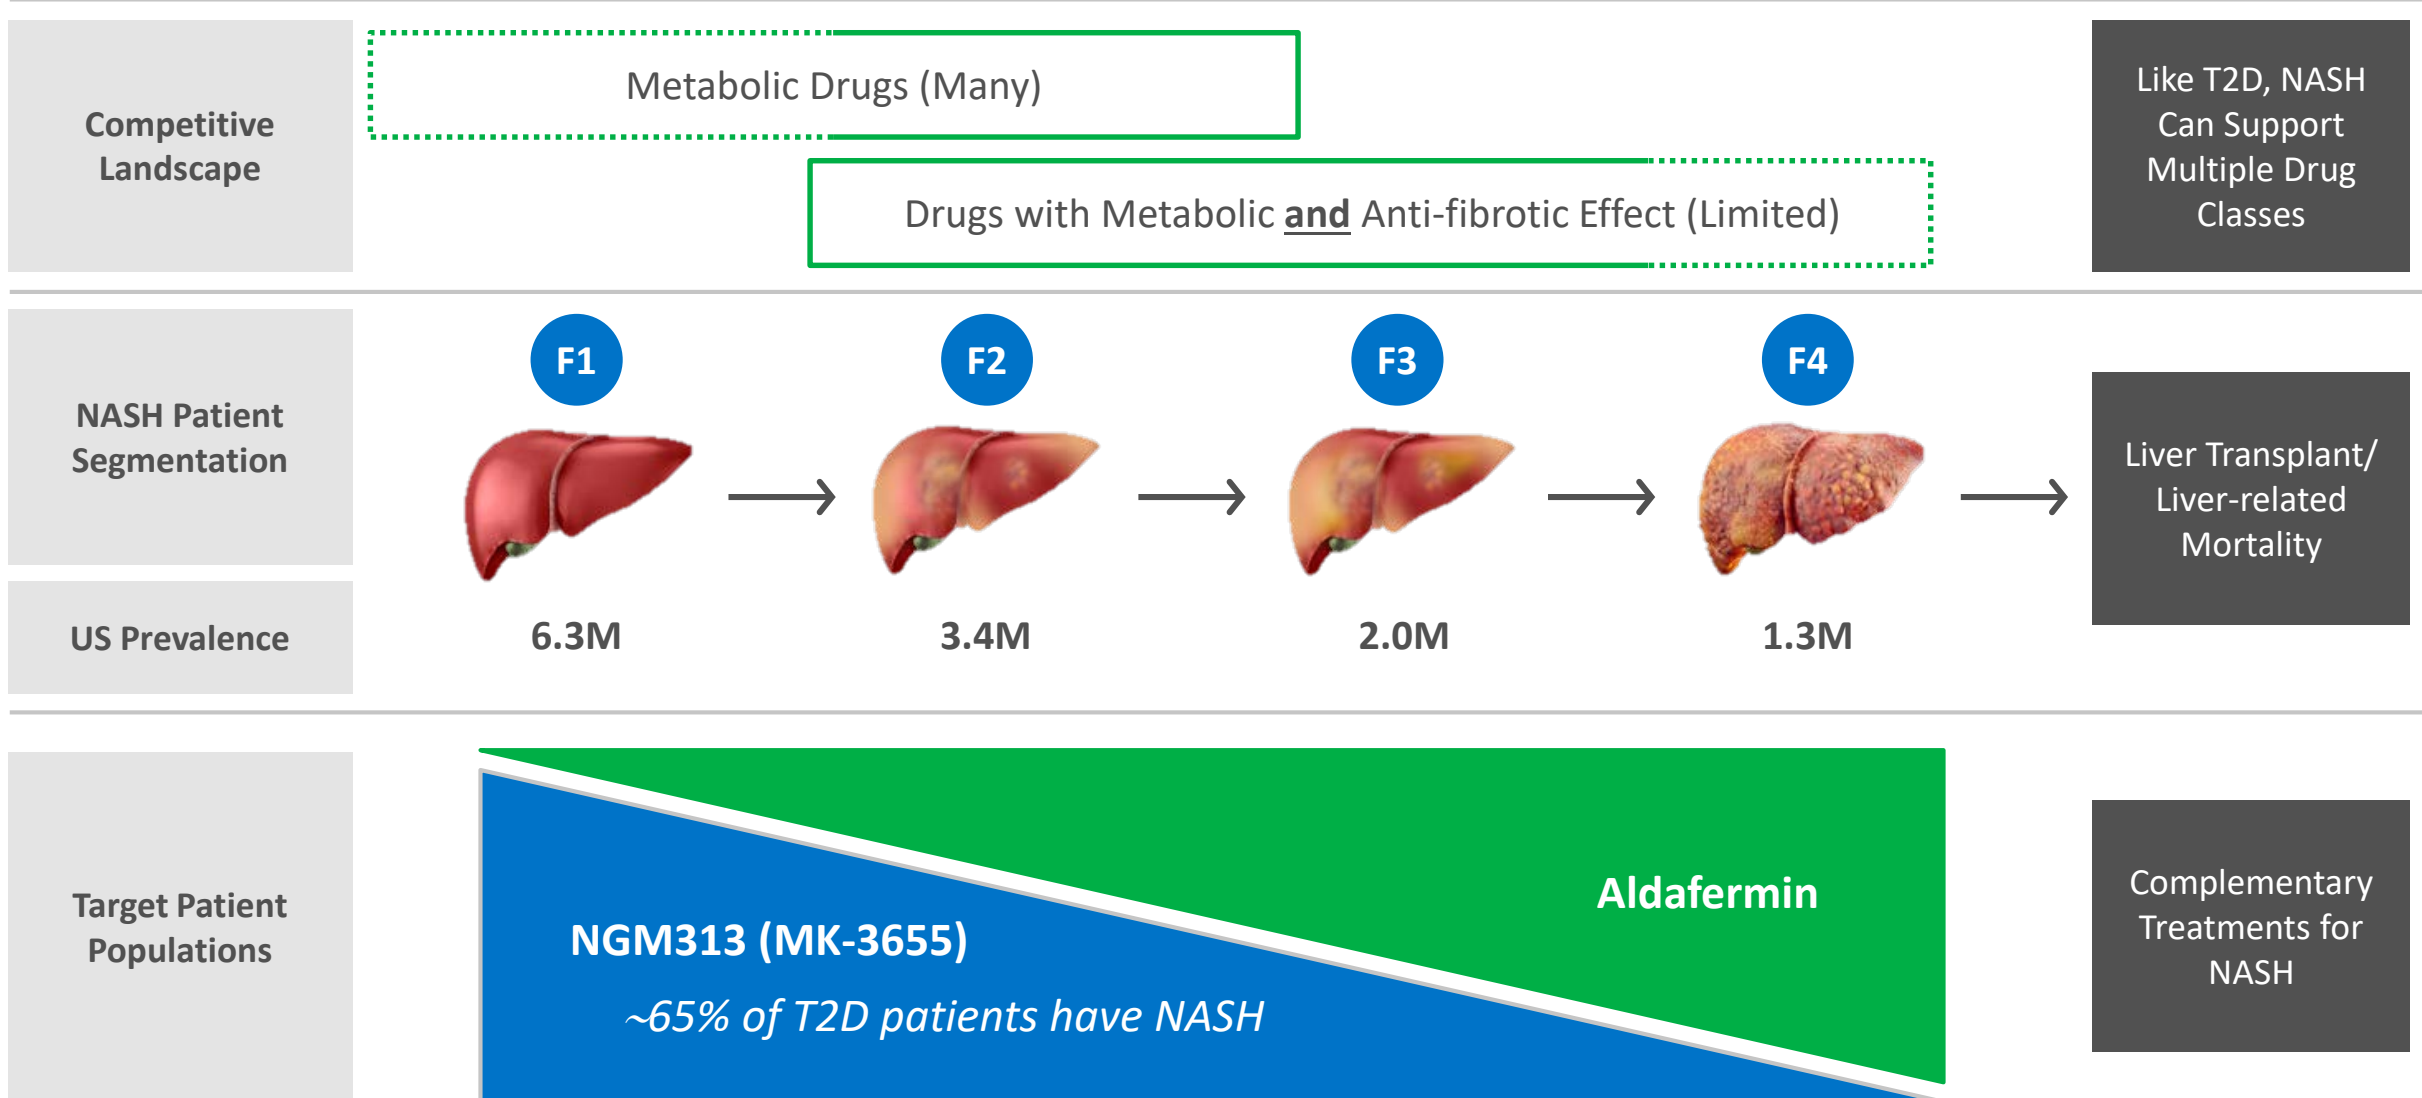 Competitive
Landscape
Metabolic Drugs (Many)
Drugs with Metabolic and Anti-fibrotic Effect (Limited)
Like T2D, NASH
Can Support
Multiple Drug
Classes
NASH Patient
Segmentation
F1
F2
F3
F4
Liver Transplant/
Liver-related
Mortality
US Prevalence
6.3M
3.4M
2.0M
1.3M
Target Patient
Populations
NGM313 (MK-3655)
~65% of T2D patients have NASH
Aldafermin
Complementary
Treatments for
NASH